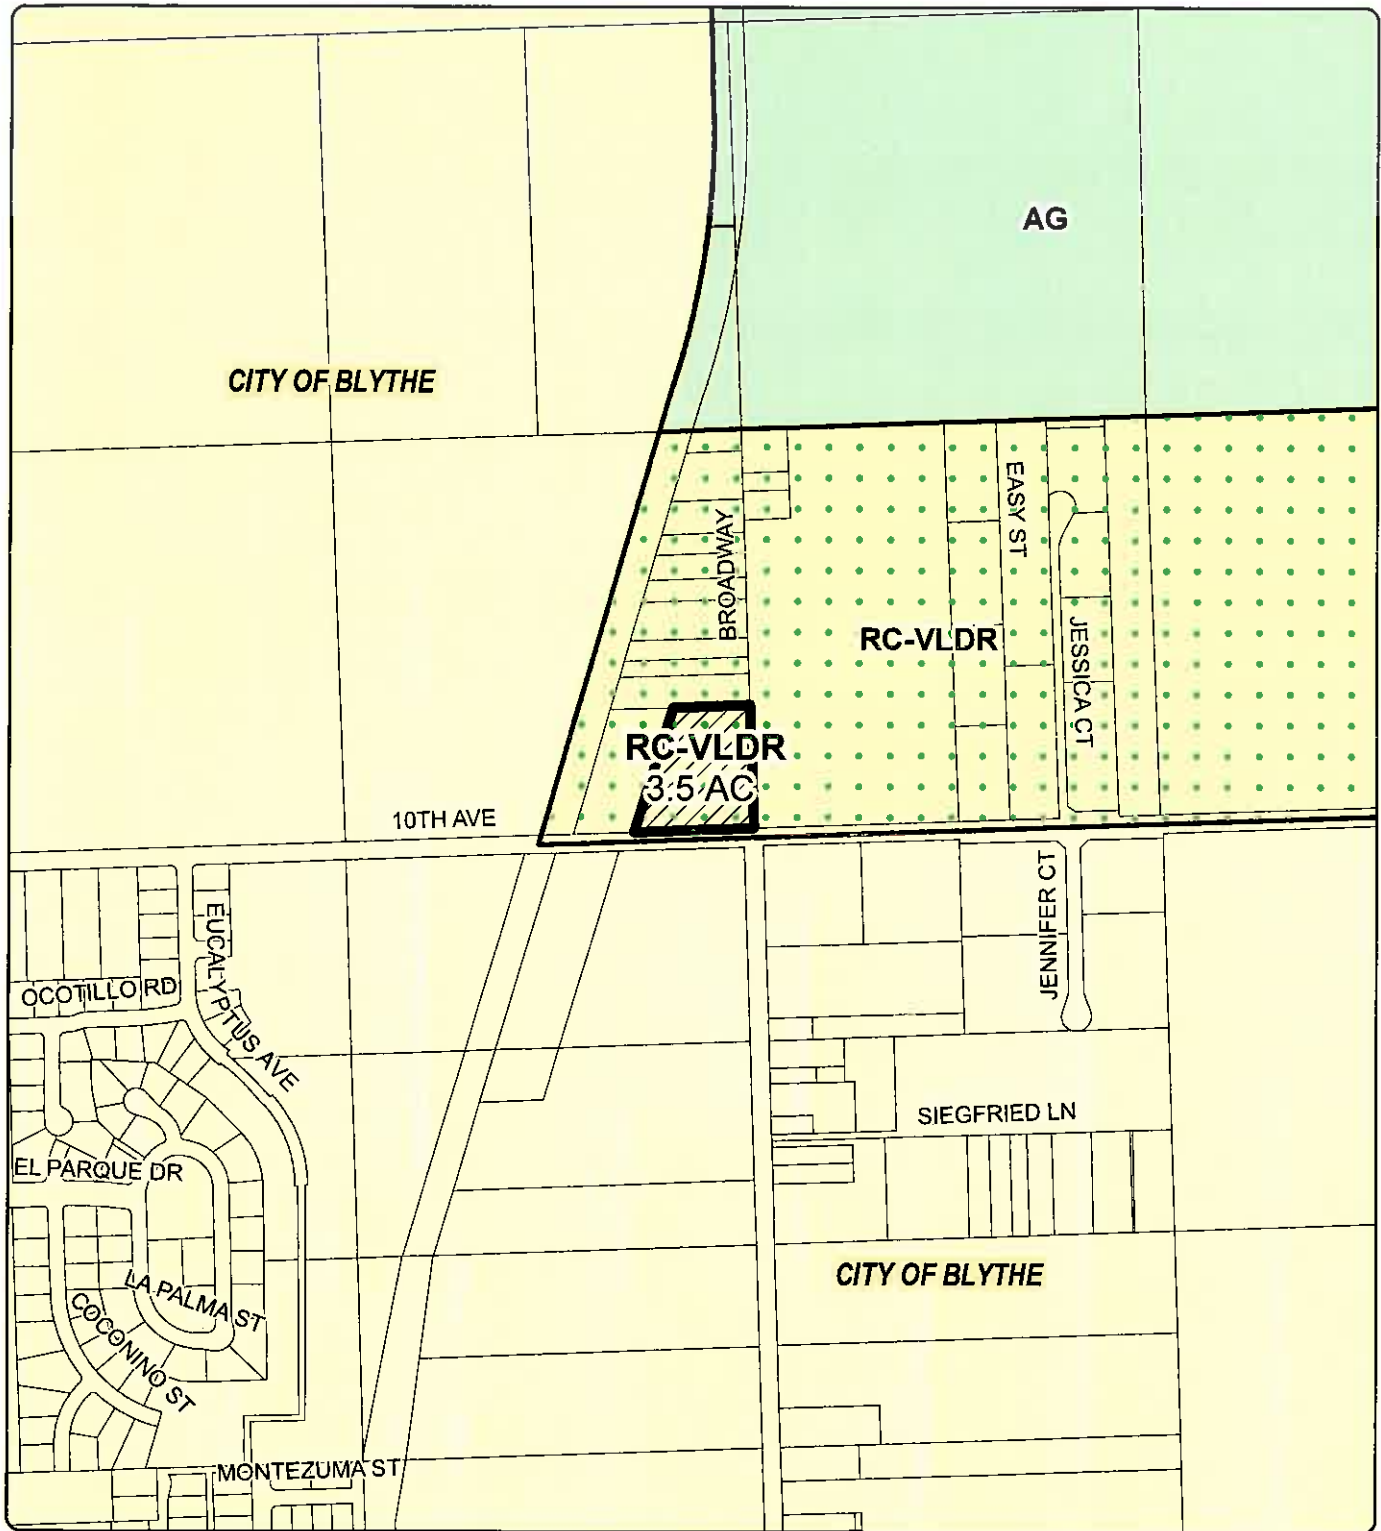 AG
CITY OF BLYTHE
EASY ST
BROADWAY
RC-VLDR
JESSICA CT
RC-VLDR
3.5 AC
10TH AVE
JENNIFER CT
EUCALYPTUS AVE
OCOTILLO RD
SIEGFRIED LN
EL PARQUE DR
CITY OF BLYTHE
LA PALMA ST
COCONINO ST
MONTEZUMA ST